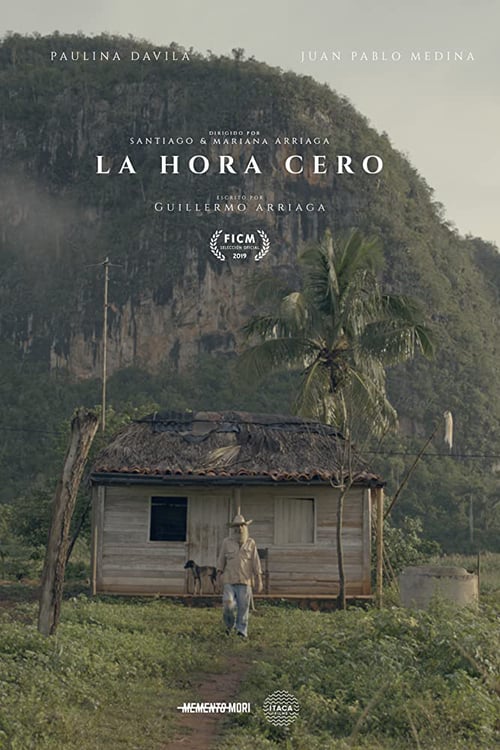 PAULINA DAVILA JUAN PABLO MEDINA
DIRIGIDO POR
SANTIAGO & MARIANA ARRIAGA
LA HORA CERO
ESCRITO POR
GUILLERMO ARRIAGA
FICM
SELECCIÓN OFICIAL
2019
MEMENTO MORI
ITACA
FILMS